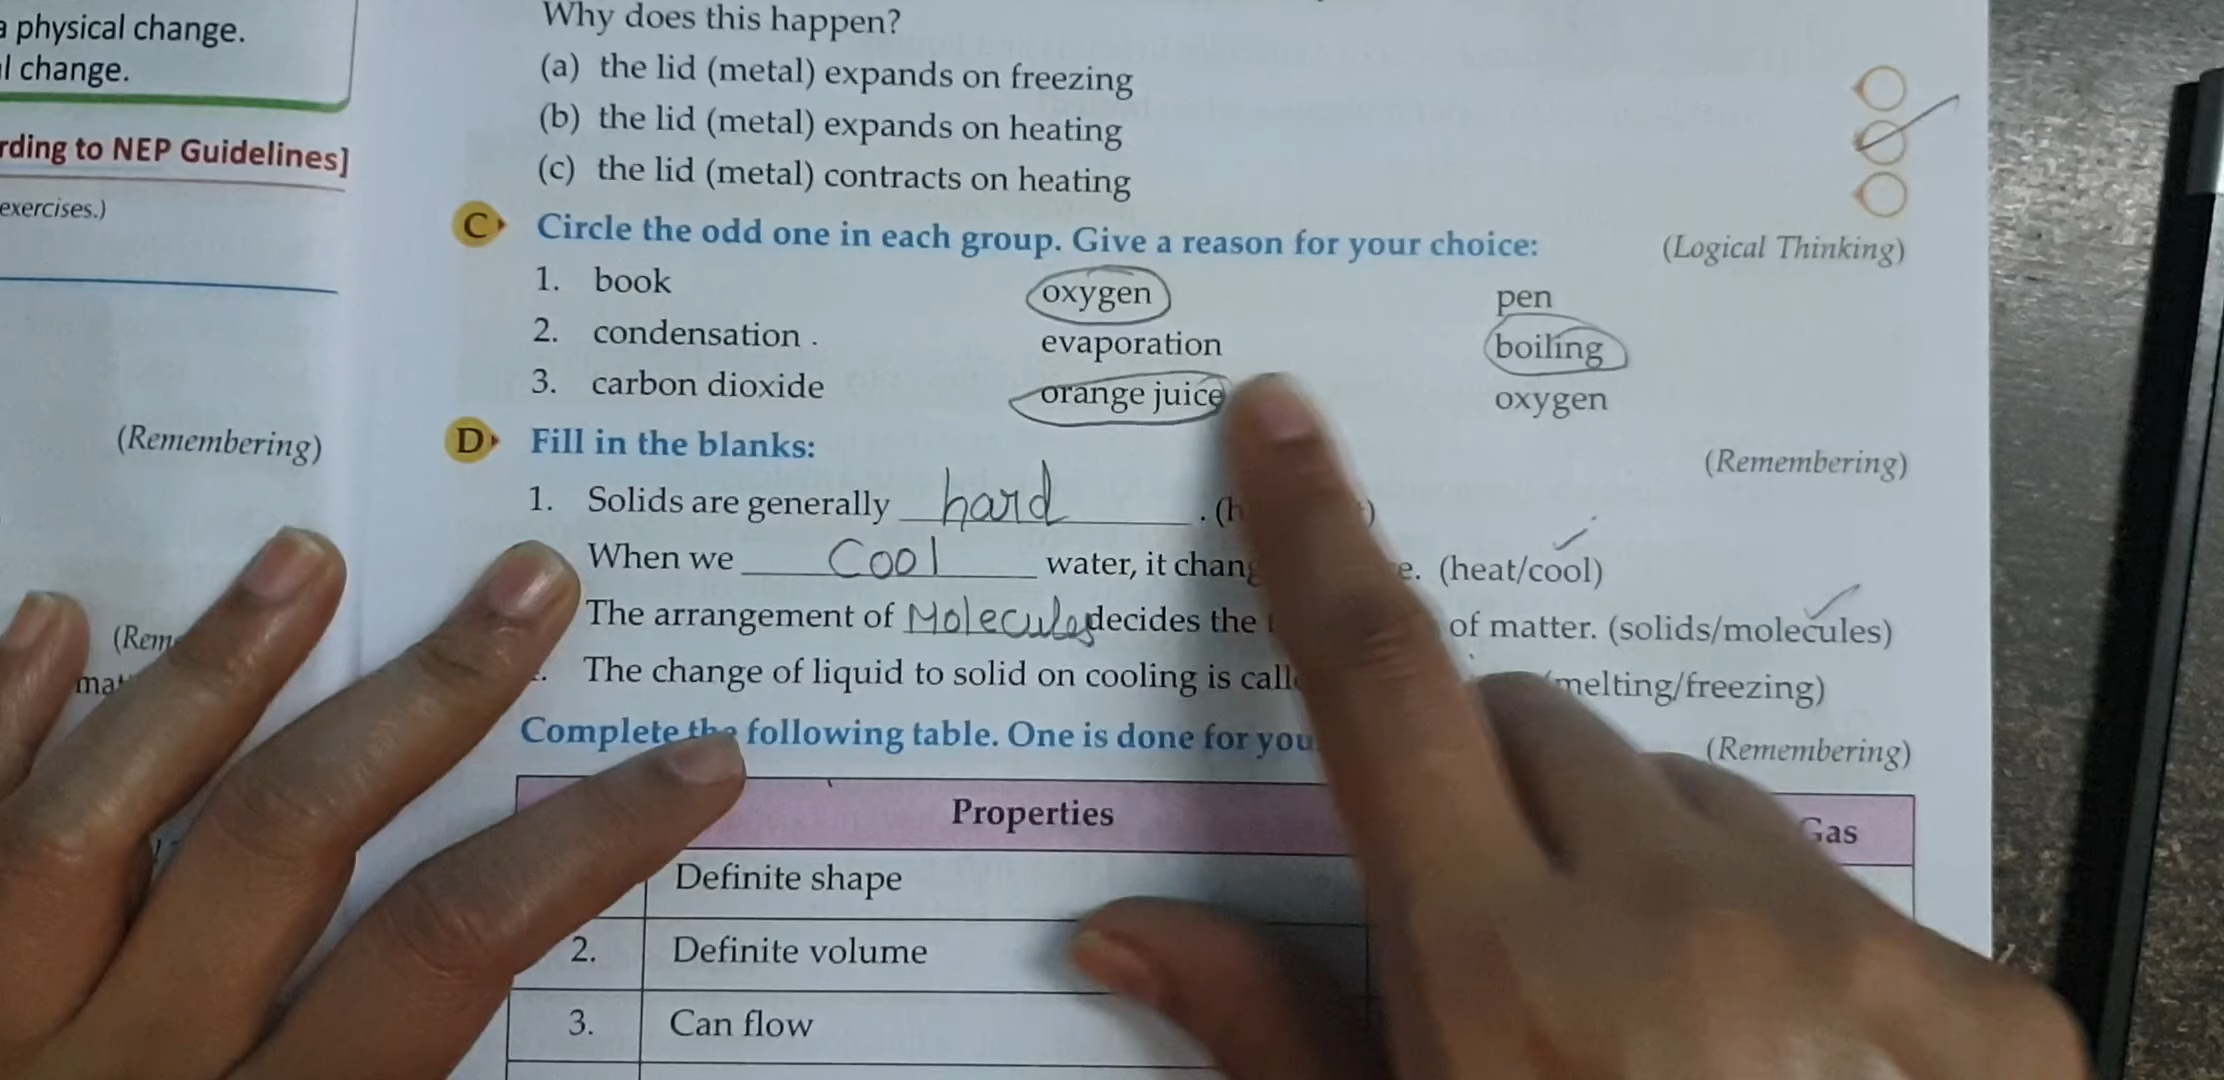 a physical change.
l change.
rding to NEP Guidelines]
exercises.)
(Remembering)
Why does this happen?
(a) the lid (metal) expands on freezing
(b) the lid (metal) expands on heating
(c) the lid (metal) contracts on heating
C Circle the odd one in each group. Give a reason for your choice: (Logical Thinking)
1. book oxygen pen
2. condensation . evaporation boiling
3. carbon dioxide orange juice oxygen
D Fill in the blanks: (Remembering)
1. Solids are generally hard . (h )
When we Cool water, it chang e. (heat/cool)
The arrangement of Molecules decides the of matter. (solids/molecules)
The change of liquid to solid on cooling is call (melting/freezing)
Complete the following table. One is done for you (Remembering)
Properties Gas
Definite shape
2. Definite volume
3. Can flow